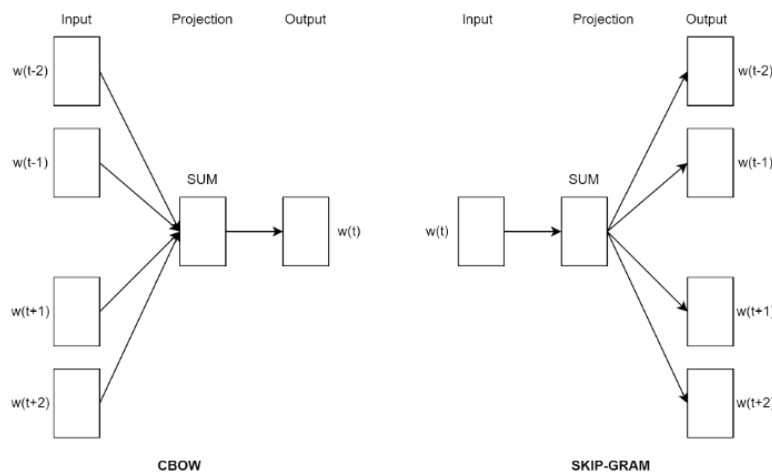 Input Projection Output
w(t-2)
w(t-1)
SUM
w(t)
w(t+1)
w(t+2)
CBOW
Input Projection Output
w(t-2)
w(t-1)
SUM
w(t)
w(t+1)
w(t+2)
SKIP-GRAM